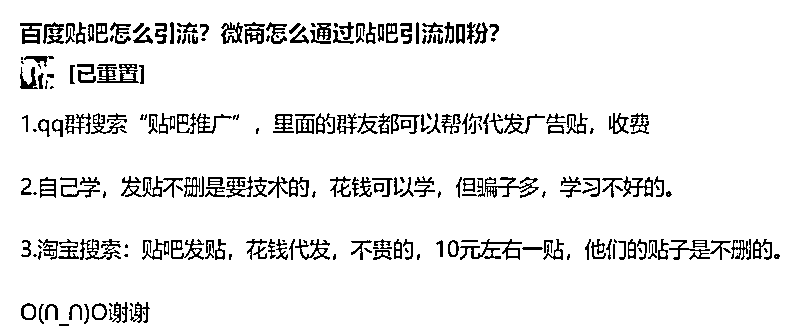 百度贴吧怎么引流？微商怎么通过贴吧引流加粉？
[已重置]
1.qq群搜索“贴吧推广”，里面的群友都可以帮你代发广告贴，收费
2.自己学，发贴不删是要技术的，花钱可以学，但骗子多，学习不好的。
3.淘宝搜索：贴吧发贴，花钱代发，不贵的，10元左右一贴，他们的贴子是不删的。
O(∩_∩)O谢谢